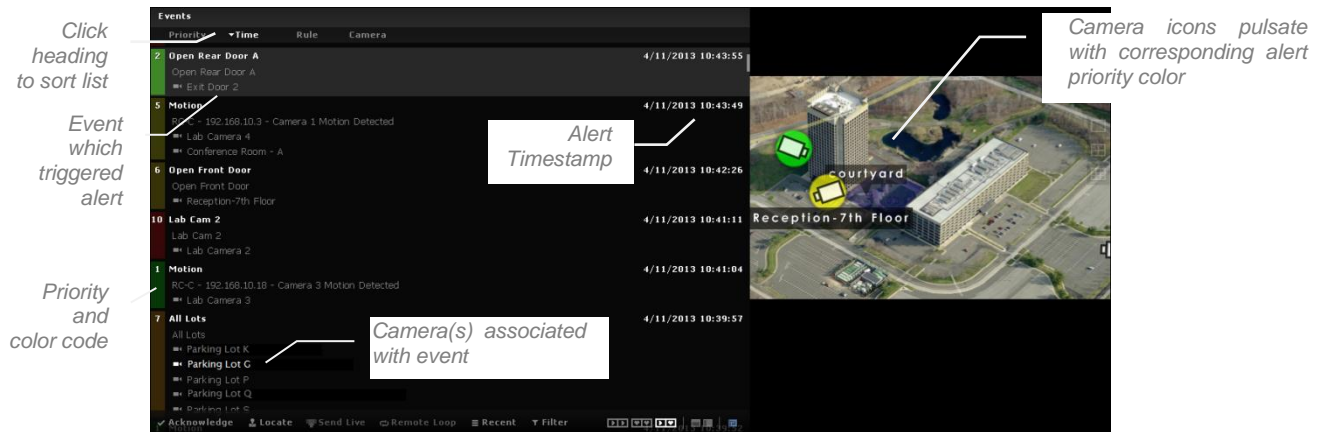 Click
heading
to sort list
Event
which
triggered
alert
Priority
and
color code
Events
Priority ▾Time Rule Camera
2 Open Rear Door A 4/11/2013 10:43:55
Open Rear Door A
Exit Door 2
5 Motion 4/11/2013 10:43:49
RC-C - 192.168.10.3 - Camera 1 Motion Detected
Lab Camera 4
Conference Room - A
Alert
Timestamp
6 Open Front Door 4/11/2013 10:42:26
Open Front Door
Reception-7th Floor
10 Lab Cam 2 4/11/2013 10:41:11
Lab Cam 2
Lab Camera 2
1 Motion 4/11/2013 10:41:04
RC-C - 192.168.10.18 - Camera 3 Motion Detected
Lab Camera 3
7 All Lots 4/11/2013 10:39:57
All Lots
Parking Lot K
Parking Lot G
Parking Lot P
Parking Lot Q
Parking Lot S
Camera(s) associated
with event
Acknowledge Locate Send Live Remote Loop Recent Filter
Motion
Camera icons pulsate
with corresponding alert
priority color
courtyard
Reception-7th Floor